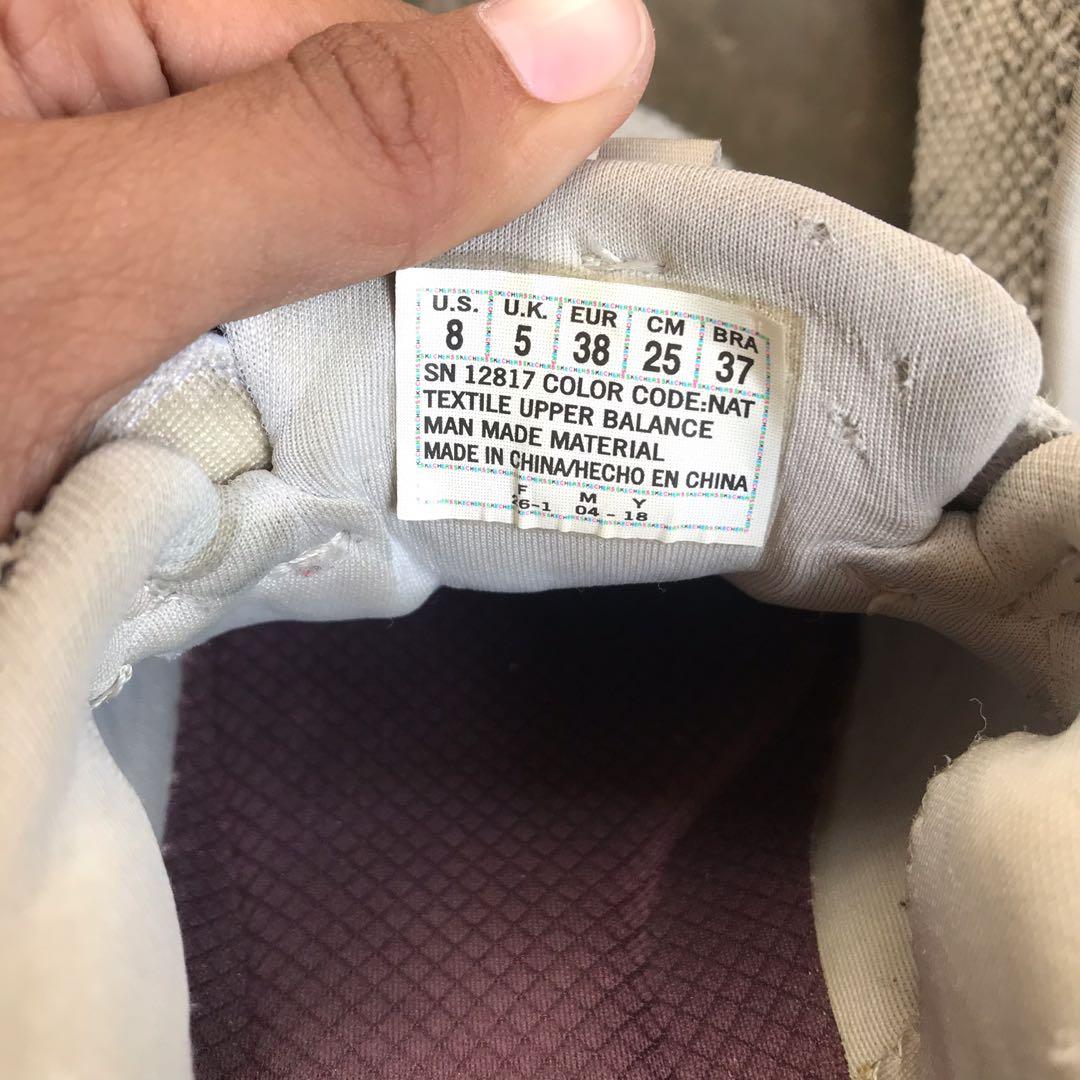 U.S. U.K. EUR CM BRA
8 5 38 25 37
SN 12817 COLOR CODE:NAT
TEXTILE UPPER BALANCE
MAN MADE MATERIAL
MADE IN CHINA/HECHO EN CHINA
F M Y
26-1 04 - 18